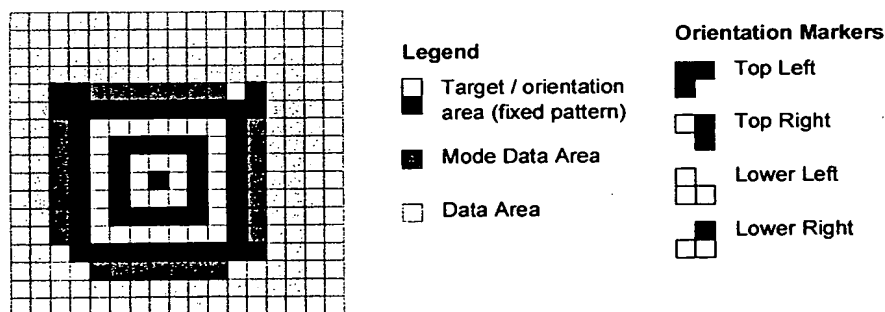 Legend
Target / orientation
area (fixed pattern)
Mode Data Area
Data Area
Orientation Markers
Top Left
Top Right
Lower Left
Lower Right